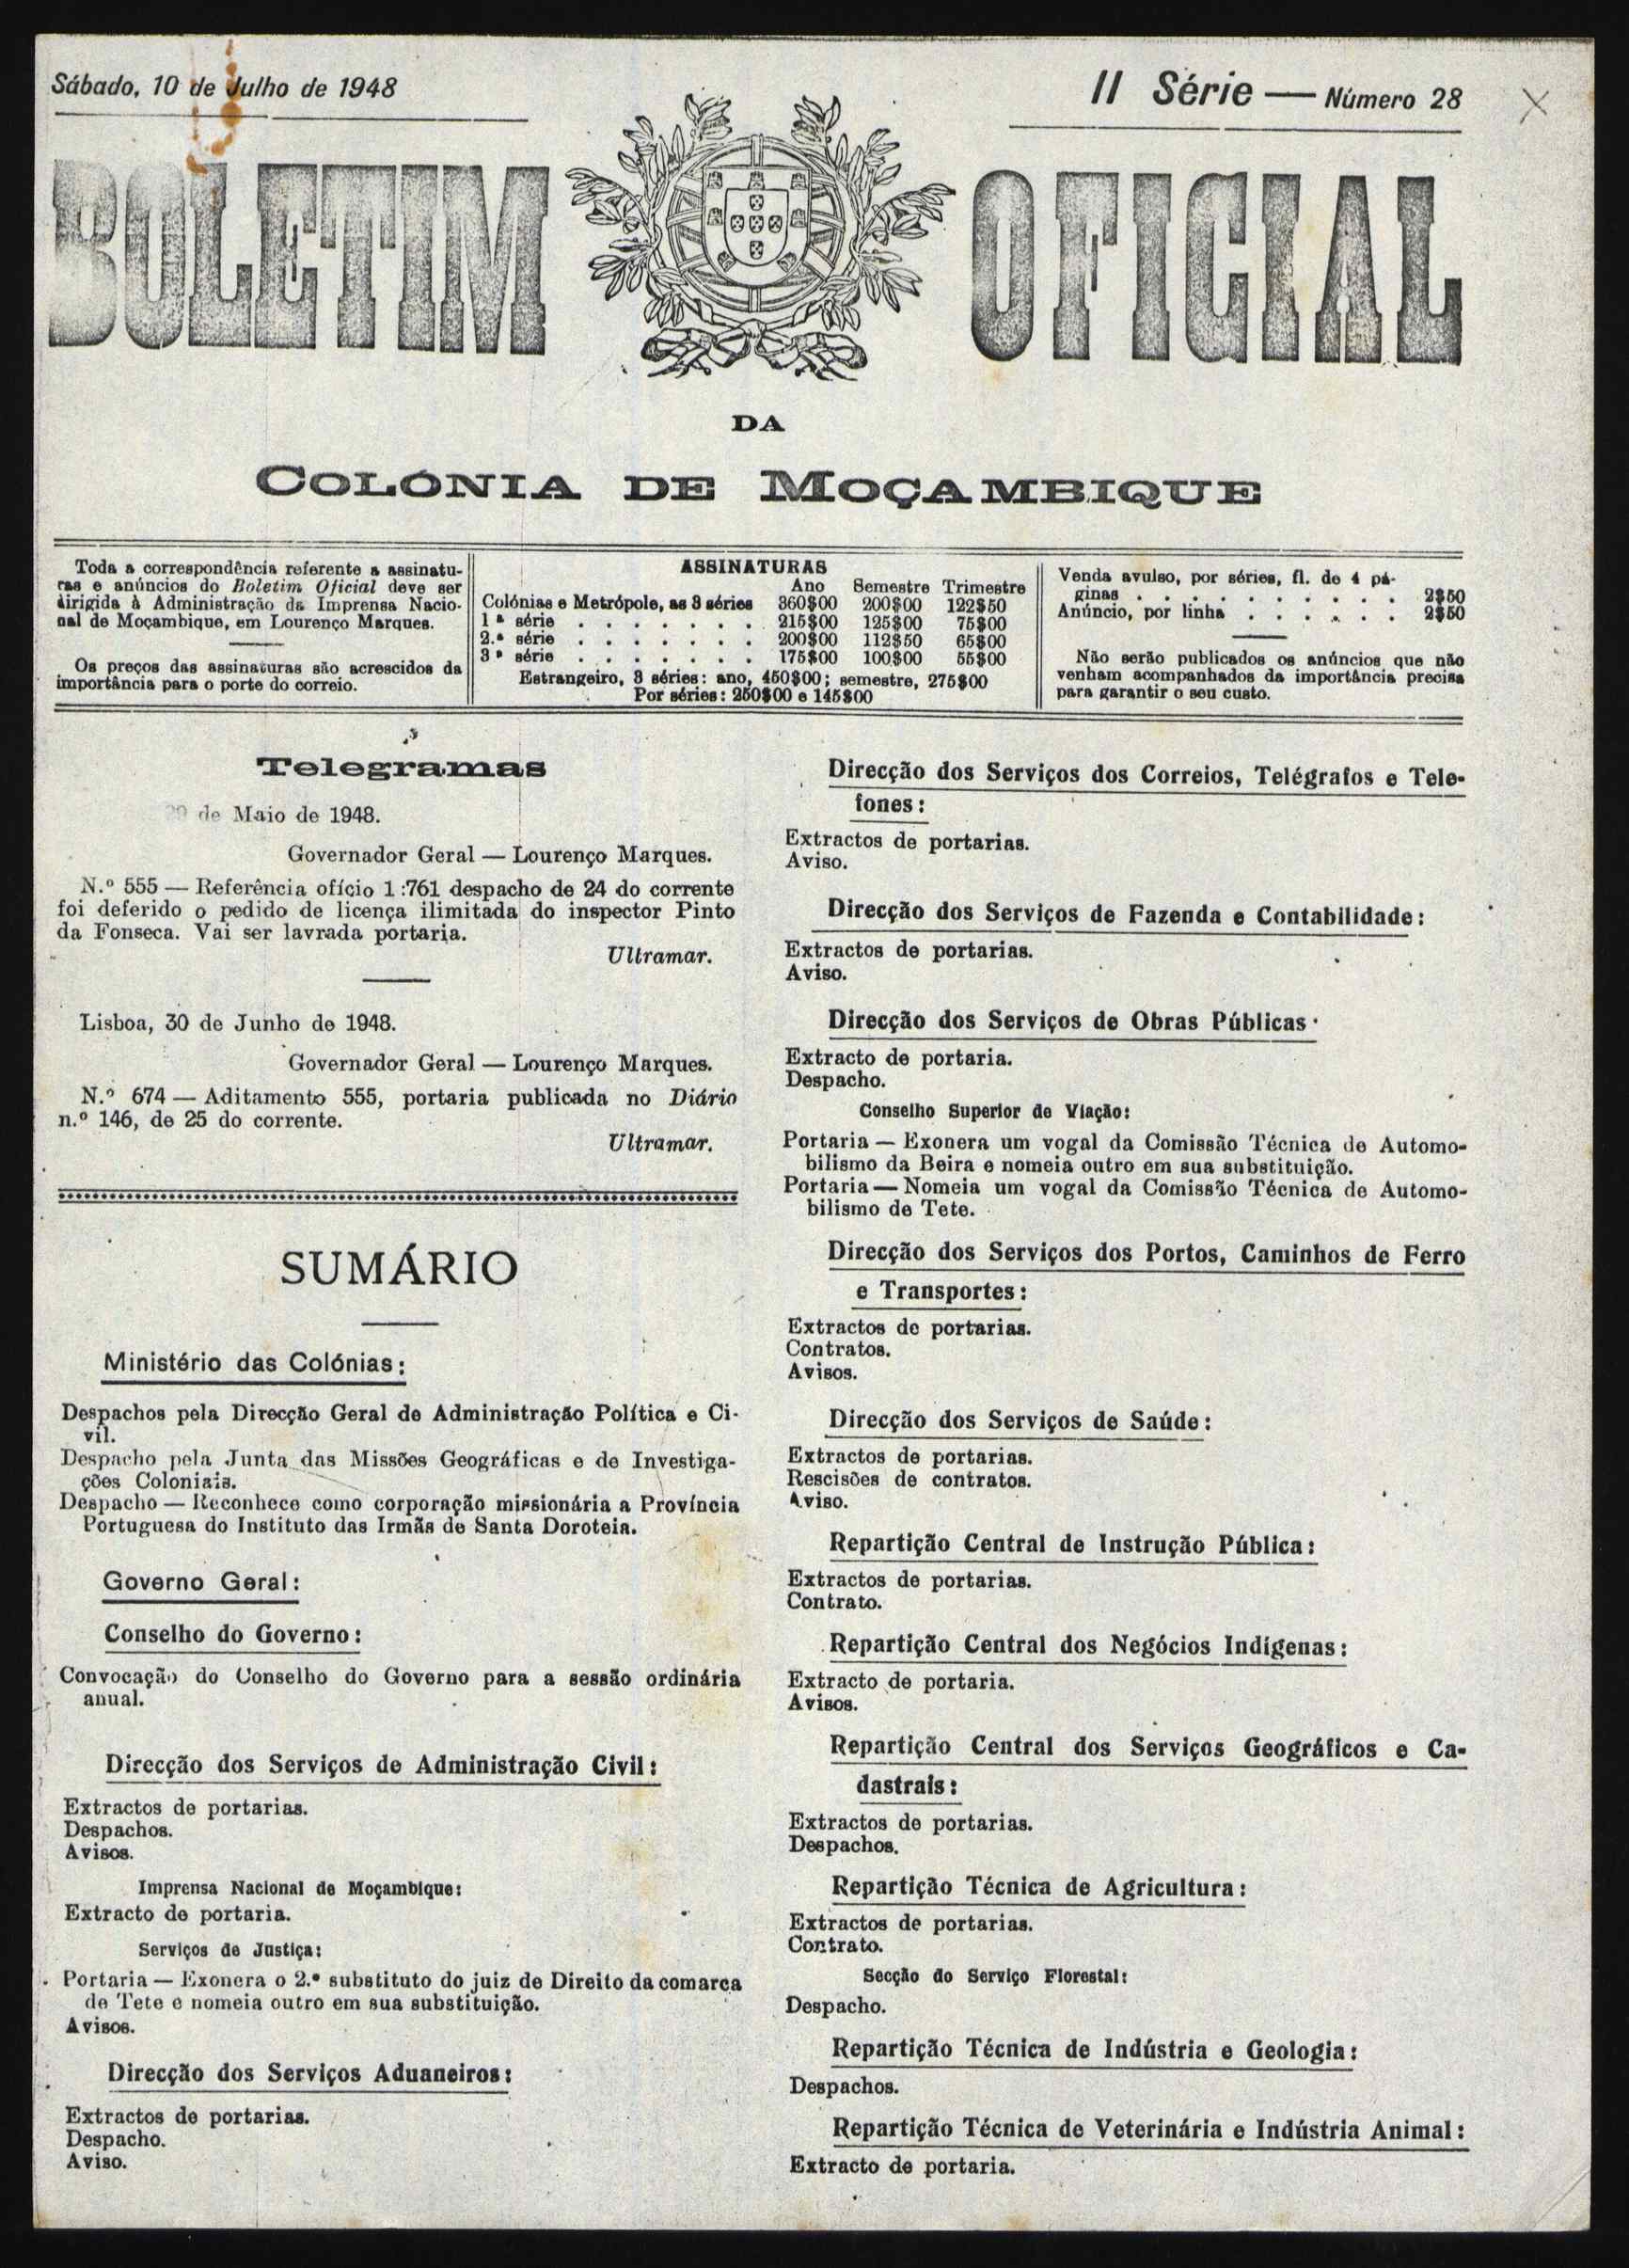 Sábado, 10 de Julho de 1948
II Série — Número 28
BOLETIM OFICIAL
DA
COLÓNIA DE MOÇAMBIQUE
Toda a correspondência referente a assinatu-
ras e anúncios do Boletim Oficial deve ser
dirigida à Administração da Imprensa Nacio-
nal de Moçambique, em Lourenço Marques.
Os preços das assinaturas são acrescidos da
importância para o porte do correio.
ASSINATURAS
Ano Semestre Trimestre
Colónias e Metrópole, as 3 séries 360$00 200$00 122$50
1.ª série . . . . . . . 215$00 125$00 75$00
2.ª série . . . . . . . 200$00 112$50 65$00
3.ª série . . . . . . . 175$00 100$00 55$00
Estrangeiro, 3 séries: ano, 450$00; semestre, 275$00
Por séries: 250$00 e 145$00
Venda avulso, por séries, fl. de 4 pá-
ginas . . . . . . . . . . 2$50
Anúncio, por linha . . . . . . 2$50
Não serão publicados os anúncios que não
venham acompanhados da importância precisa
para garantir o seu custo.
Telegramas
de Maio de 1948.
Governador Geral — Lourenço Marques.
N.º 555 — Referência ofício 1:761 despacho de 24 do corrente
foi deferido o pedido de licença ilimitada do inspector Pinto
da Fonseca. Vai ser lavrada portaria.
Ultramar.
Lisboa, 30 de Junho de 1948.
Governador Geral — Lourenço Marques.
N.º 674 — Aditamento 555, portaria publicada no Diário
n.º 146, de 25 do corrente.
Ultramar.
SUMÁRIO
Ministério das Colónias:
Despachos pela Direcção Geral de Administração Política e Ci-
vil.
Despacho pela Junta das Missões Geográficas e de Investiga-
ções Coloniais.
Despacho — Reconhece como corporação missionária a Província
Portuguesa do Instituto das Irmãs de Santa Doroteia.
Governo Geral:
Conselho do Governo:
Convocação do Conselho do Governo para a sessão ordinária
anual.
Direcção dos Serviços de Administração Civil:
Extractos de portarias.
Despachos.
Avisos.
Imprensa Nacional de Moçambique:
Extracto de portaria.
Serviços de Justiça:
Portaria — Exonera o 2.º substituto do juiz de Direito da comarca
de Tete e nomeia outro em sua substituição.
Avisos.
Direcção dos Serviços Aduaneiros:
Extractos de portarias.
Despacho.
Aviso.
Direcção dos Serviços dos Correios, Telégrafos e Tele-
fones:
Extractos de portarias.
Aviso.
Direcção dos Serviços de Fazenda e Contabilidade:
Extractos de portarias.
Aviso.
Direcção dos Serviços de Obras Públicas·
Extracto de portaria.
Despacho.
Conselho Superior de Viação:
Portaria — Exonera um vogal da Comissão Técnica de Automo-
bilismo da Beira e nomeia outro em sua substituição.
Portaria — Nomeia um vogal da Comissão Técnica de Automo-
bilismo de Tete.
Direcção dos Serviços dos Portos, Caminhos de Ferro
e Transportes:
Extractos de portarias.
Contratos.
Avisos.
Direcção dos Serviços de Saúde:
Extractos de portarias.
Rescisões de contratos.
Aviso.
Repartição Central de Instrução Pública:
Extractos de portarias.
Contrato.
Repartição Central dos Negócios Indígenas:
Extracto de portaria.
Avisos.
Repartição Central dos Serviços Geográficos e Ca-
dastrais:
Extractos de portarias.
Despachos.
Repartição Técnica de Agricultura:
Extractos de portarias.
Contrato.
Secção do Serviço Florestal:
Despacho.
Repartição Técnica de Indústria e Geologia:
Despachos.
Repartição Técnica de Veterinária e Indústria Animal:
Extracto de portaria.